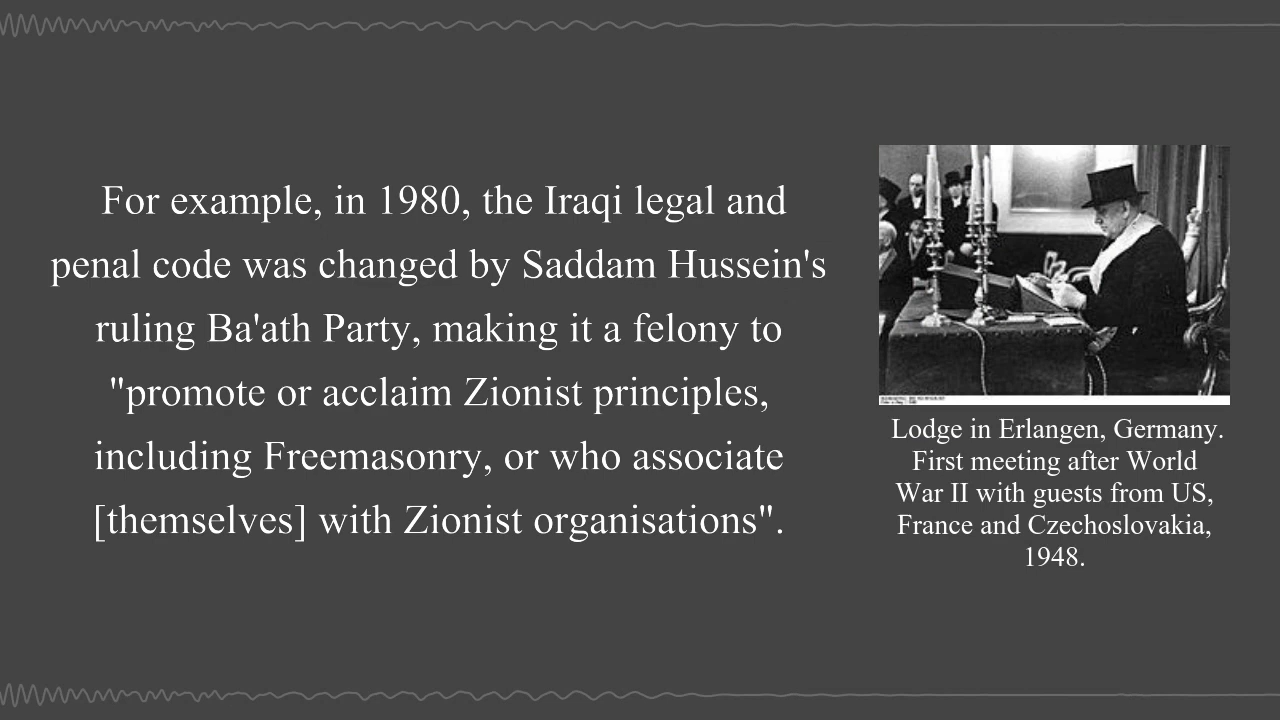 For example, in 1980, the Iraqi legal and
penal code was changed by Saddam Hussein's
ruling Ba'ath Party, making it a felony to
"promote or acclaim Zionist principles,
including Freemasonry, or who associate
[themselves] with Zionist organisations".
Lodge in Erlangen, Germany.
First meeting after World
War II with guests from US,
France and Czechoslovakia,
1948.